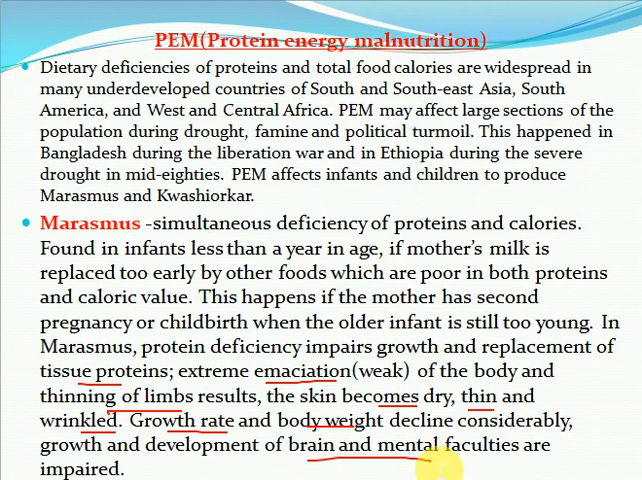 PEM(Protein energy malnutrition)
Dietary deficiencies of proteins and total food calories are widespread in
many underdeveloped countries of South and South-east Asia, South
America, and West and Central Africa. PEM may affect large sections of the
population during drought, famine and political turmoil. This happened in
Bangladesh during the liberation war and in Ethiopia during the severe
drought in mid-eighties. PEM affects infants and children to produce
Marasmus and Kwashiorkar.
Marasmus -simultaneous deficiency of proteins and calories.
Found in infants less than a year in age, if mother's milk is
replaced too early by other foods which are poor in both proteins
and caloric value. This happens if the mother has second
pregnancy or childbirth when the older infant is still too young. In
Marasmus, protein deficiency impairs growth and replacement of
tissue proteins; extreme emaciation(weak) of the body and
thinning of limbs results, the skin becomes dry, thin and
wrinkled. Growth rate and body weight decline considerably,
growth and development of brain and mental faculties are
impaired.